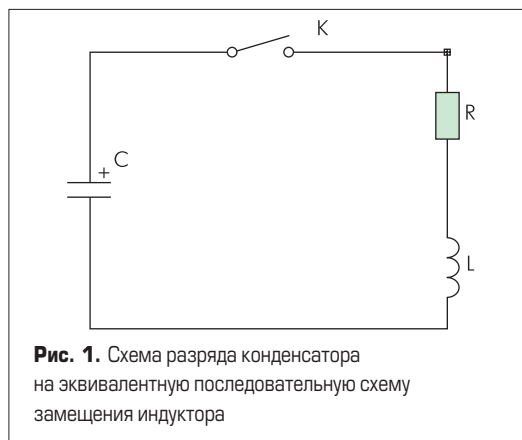 K
R
C
+
L
Рис. 1. Схема разряда конденсатора
на эквивалентную последовательную схему
замещения индуктора